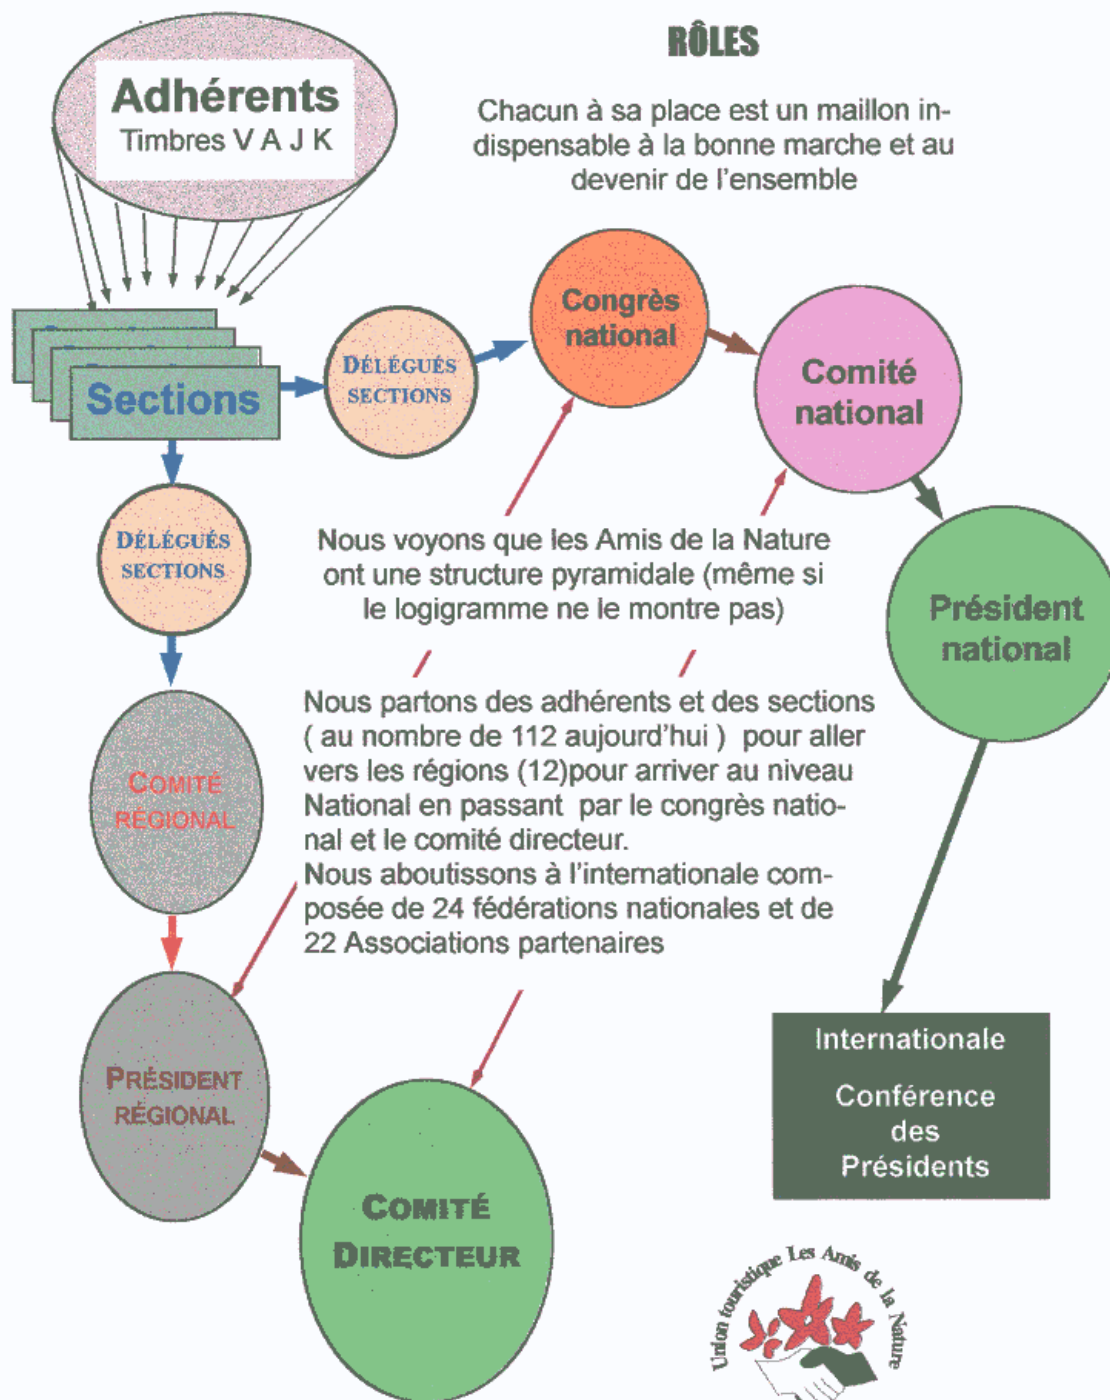 RÔLES
Adhérents
Timbres V A J K
Chacun à sa place est un maillon in-
dispensable à la bonne marche et au
devenir de l'ensemble
Sections
DÉLÉGUÉS
SECTIONS
Congrès
national
Comité
national
DÉLÉGUÉS
SECTIONS
Président
national
Nous voyons que les Amis de la Nature
ont une structure pyramidale (même si
le logigramme ne le montre pas)
Nous partons des adhérents et des sections
( au nombre de 112 aujourd'hui ) pour aller
vers les régions (12)pour arriver au niveau
National en passant par le congrès natio-
nal et le comité directeur.
Nous aboutissons à l'internationale com-
posée de 24 fédérations nationales et de
22 Associations partenaires
COMITÉ
RÉGIONAL
PRÉSIDENT
RÉGIONAL
COMITÉ
DIRECTEUR
Internationale
Conférence
des
Présidents
Union touristique Les Amis de la Nature